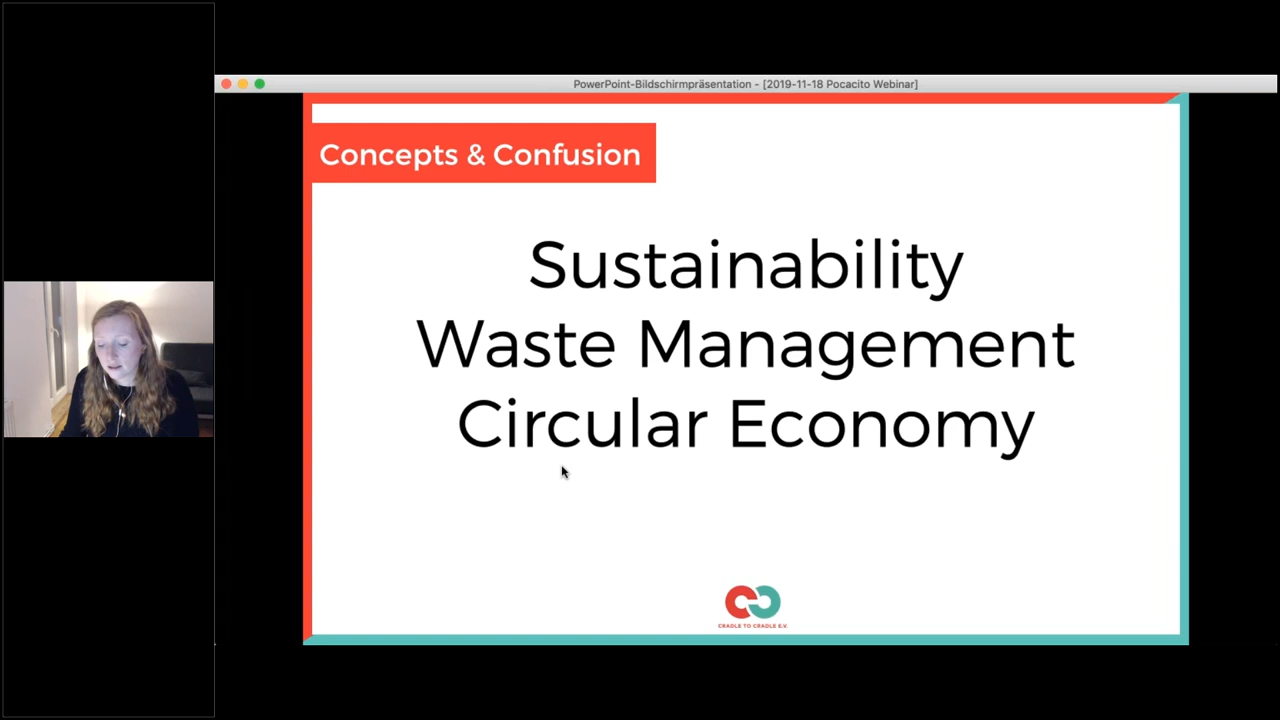 PowerPoint-Bildschirmpräsentation - [2019-11-18 Pocacito Webinar]
Concepts & Confusion
Sustainability
Waste Management
Circular Economy
CRADLE TO CRADLE E.V.